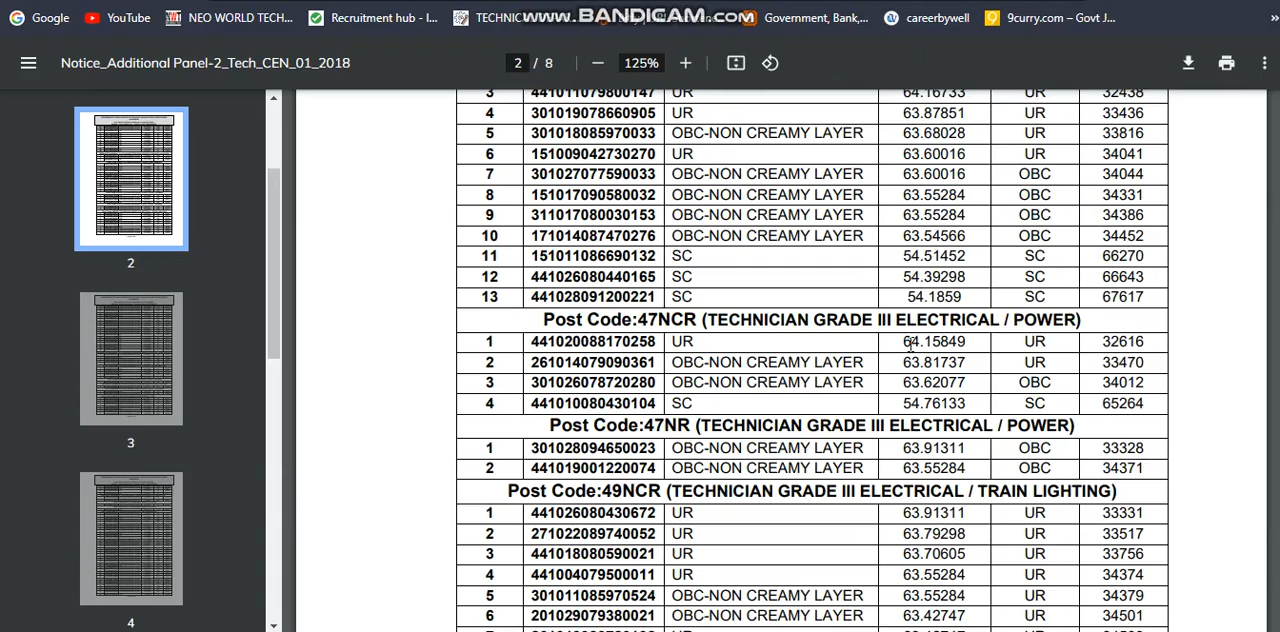 Google YouTube NEO WORLD TECH... Recruitment hub - I... TECHNIC Government, Bank,... careerbywell 9curry.com – Govt J... »
www.BANDICAM.com
Notice_Additional Panel-2_Tech_CEN_01_2018 2 / 8 − 125% +
2
3
4
3 441011079800147 UR 64.16733 UR 32438
4 301019078660905 UR 63.87851 UR 33436
5 301018085970033 OBC-NON CREAMY LAYER 63.68028 UR 33816
6 151009042730270 UR 63.60016 UR 34041
7 301027077590033 OBC-NON CREAMY LAYER 63.60016 OBC 34044
8 151017090580032 OBC-NON CREAMY LAYER 63.55284 UR 34331
9 311017080030153 OBC-NON CREAMY LAYER 63.55284 UR 34386
10 171014087470276 OBC-NON CREAMY LAYER 63.54566 OBC 34452
11 151011086690132 SC 54.51452 SC 66270
12 441026080440165 SC 54.39298 SC 66643
13 441028091200221 SC 54.1859 SC 67617
Post Code:47NCR (TECHNICIAN GRADE III ELECTRICAL / POWER)
1 441020088170258 UR 64.15849 UR 32616
2 261014079090361 OBC-NON CREAMY LAYER 63.81737 UR 33470
3 301026078720280 OBC-NON CREAMY LAYER 63.62077 OBC 34012
4 441010080430104 SC 54.76133 SC 65264
Post Code:47NR (TECHNICIAN GRADE III ELECTRICAL / POWER)
1 301028094650023 OBC-NON CREAMY LAYER 63.91311 OBC 33328
2 441019001220074 OBC-NON CREAMY LAYER 63.55284 OBC 34371
Post Code:49NCR (TECHNICIAN GRADE III ELECTRICAL / TRAIN LIGHTING)
1 441026080430672 UR 63.91311 UR 33331
2 271022089740052 UR 63.79298 UR 33517
3 441018080590021 UR 63.70605 UR 33756
4 441004079500011 UR 63.55284 UR 34374
5 301011085970524 OBC-NON CREAMY LAYER 63.55284 UR 34379
6 201029079380021 OBC-NON CREAMY LAYER 63.42747 UR 34501